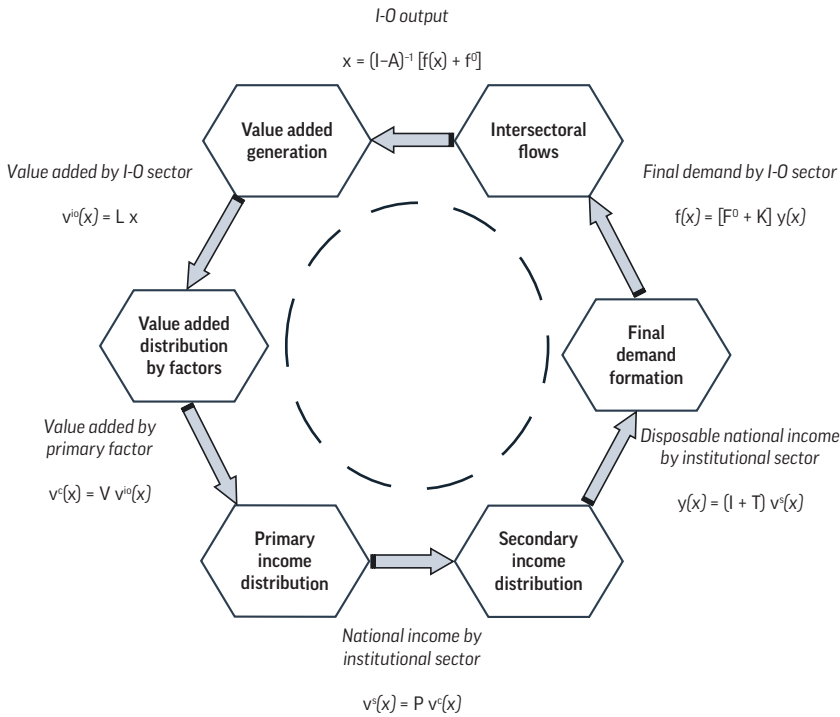 I-O output
x = (I–A)⁻¹ [f(x) + f⁰]
Value added
generation
Intersectoral
flows
Value added by I-O sector
vⁱᵒ(x) = L x
Final demand by I-O sector
f(x) = [F⁰ + K] y(x)
Value added
distribution
by factors
Final
demand
formation
Value added by
primary factor
vᶜ(x) = V vⁱᵒ(x)
Disposable national income
by institutional sector
y(x) = (I + T) vˢ(x)
Primary
income
distribution
Secondary
income
distribution
National income by
institutional sector
vˢ(x) = P vᶜ(x)